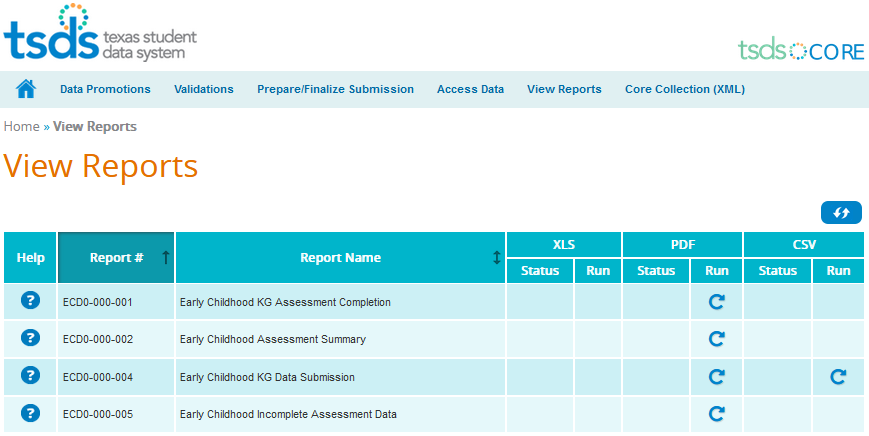 tsds texas student
data system
tsds CORE
Data Promotions Validations Prepare/Finalize Submission Access Data View Reports Core Collection (XML)
Home » View Reports
View Reports
Help Report # ↑ Report Name ↕ XLS PDF CSV
Status Run Status Run Status Run
? ECD0-000-001 Early Childhood KG Assessment Completion
? ECD0-000-002 Early Childhood Assessment Summary
? ECD0-000-004 Early Childhood KG Data Submission
? ECD0-000-005 Early Childhood Incomplete Assessment Data